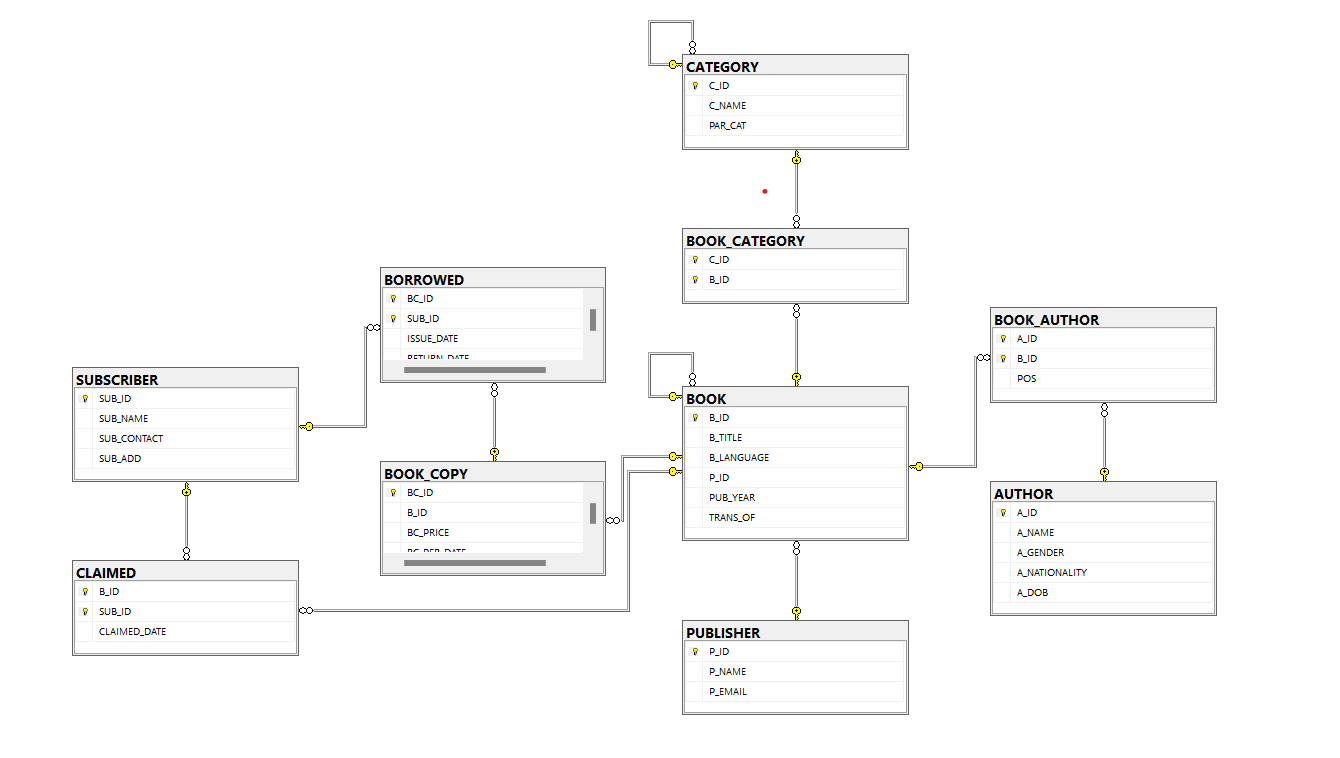 CATEGORY
C_ID
C_NAME
PAR_CAT
BOOK_CATEGORY
C_ID
B_ID
BORROWED
BC_ID
SUB_ID
ISSUE_DATE
RETURN_DATE
BOOK_AUTHOR
A_ID
B_ID
POS
SUBSCRIBER
SUB_ID
SUB_NAME
SUB_CONTACT
SUB_ADD
BOOK
B_ID
B_TITLE
B_LANGUAGE
P_ID
PUB_YEAR
TRANS_OF
BOOK_COPY
BC_ID
B_ID
BC_PRICE
AUTHOR
A_ID
A_NAME
A_GENDER
A_NATIONALITY
A_DOB
CLAIMED
B_ID
SUB_ID
CLAIMED_DATE
PUBLISHER
P_ID
P_NAME
P_EMAIL